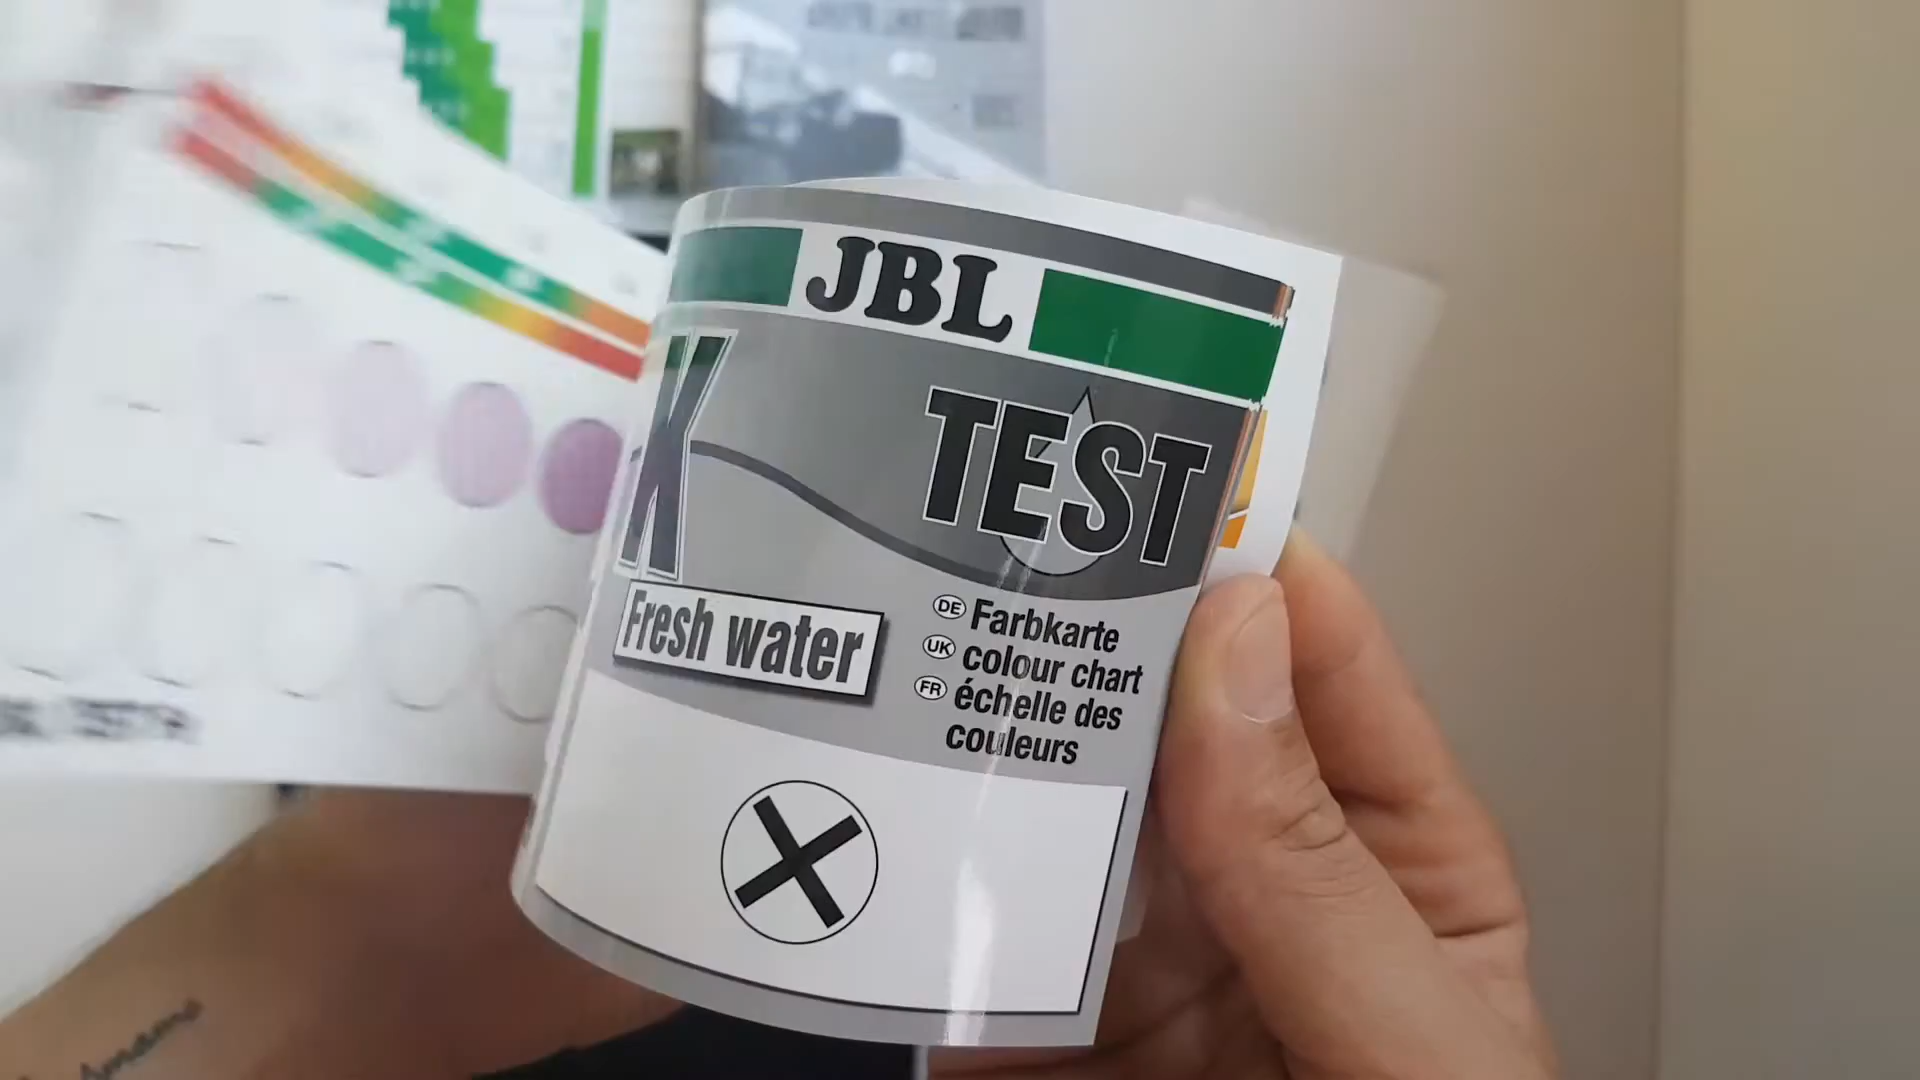 JBL
K
TEST
Fresh water
DE Farbkarte
UK colour chart
FR échelle des
couleurs